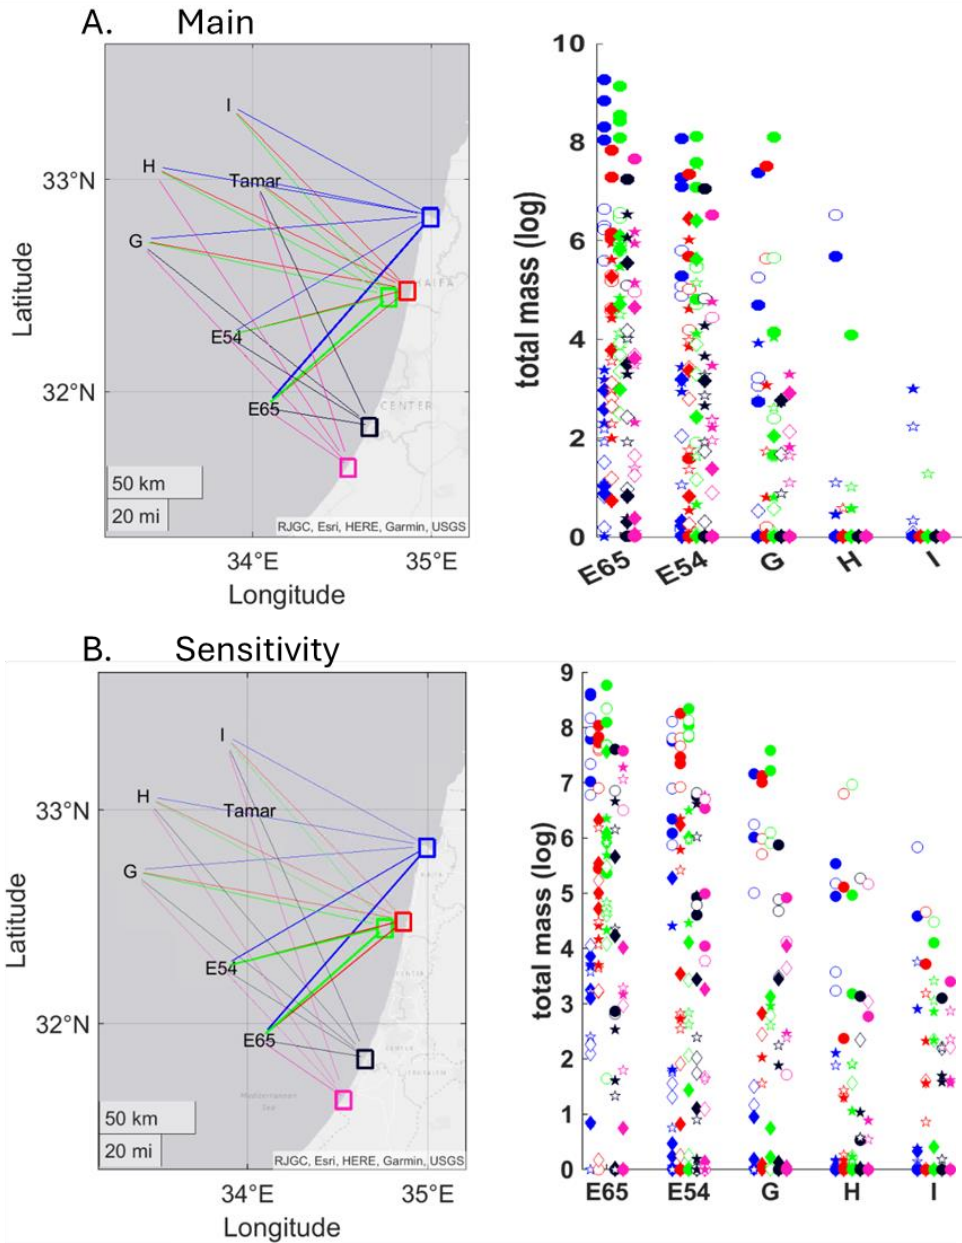 A. Main
I
H
Tamar
G
E54
E65
HAIFA
CENTER
33°N
32°N
Latitude
50 km
20 mi
RJGC, Esri, HERE, Garmin, USGS
34°E 35°E
Longitude
10
8
6
4
2
0
total mass (log)
E65 E54 G H I
B. Sensitivity
I
H
Tamar
G
E54
E65
33°N
32°N
Latitude
CENTER
Mediterranean
Sea
50 km
20 mi
RJGC, Esri, HERE, Garmin, USGS
34°E 35°E
Longitude
9
8
7
6
5
4
3
2
1
0
total mass (log)
E65 E54 G H I